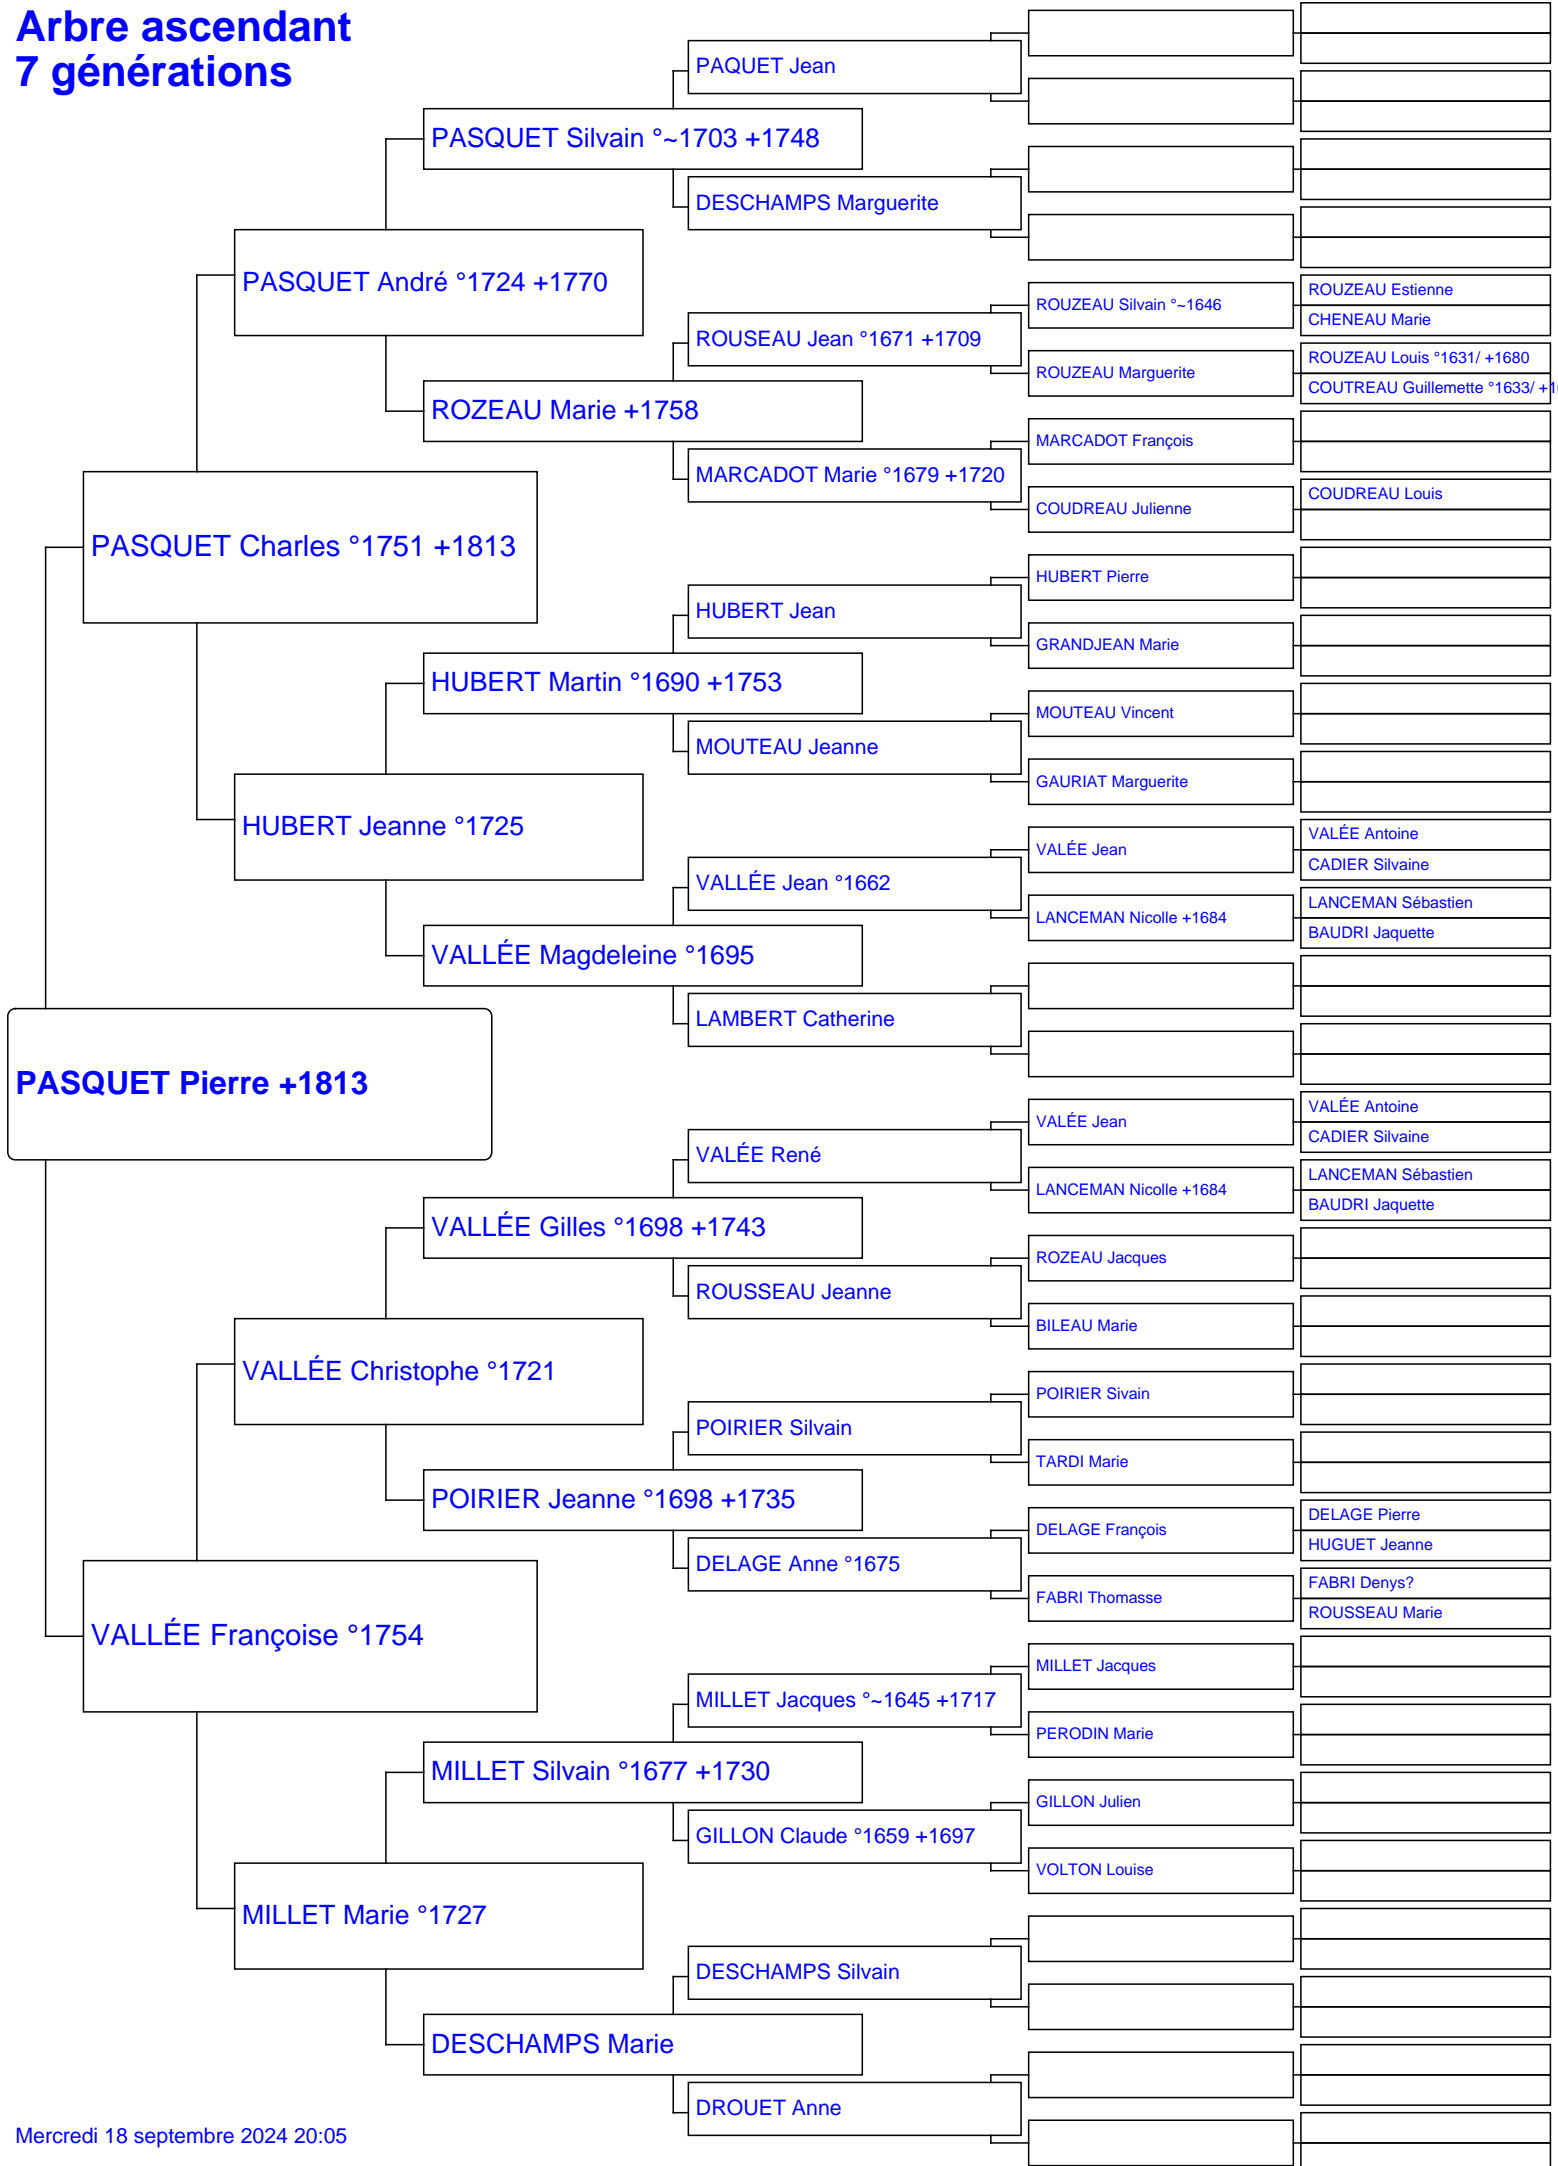 Arbre ascendant
7 générations
PAQUET Jean
PASQUET Silvain °~1703 +1748
DESCHAMPS Marguerite
PASQUET André °1724 +1770
ROUZEAU Estienne
ROUZEAU Silvain °~1646
CHENEAU Marie
ROUSEAU Jean °1671 +1709
ROUZEAU Louis °1631/ +1680
ROUZEAU Marguerite
COUTREAU Guillemette °1633/ +1
ROZEAU Marie +1758
MARCADOT François
MARCADOT Marie °1679 +1720
COUDREAU Louis
COUDREAU Julienne
PASQUET Charles °1751 +1813
HUBERT Pierre
HUBERT Jean
GRANDJEAN Marie
HUBERT Martin °1690 +1753
MOUTEAU Vincent
MOUTEAU Jeanne
GAURIAT Marguerite
HUBERT Jeanne °1725
VALÉE Antoine
VALÉE Jean
CADIER Silvaine
VALLÉE Jean °1662
LANCEMAN Sébastien
LANCEMAN Nicolle +1684
BAUDRI Jaquette
VALLÉE Magdeleine °1695
LAMBERT Catherine
PASQUET Pierre +1813
VALÉE Antoine
VALÉE Jean
CADIER Silvaine
VALÉE René
LANCEMAN Sébastien
LANCEMAN Nicolle +1684
BAUDRI Jaquette
VALLÉE Gilles °1698 +1743
ROZEAU Jacques
ROUSSEAU Jeanne
BILEAU Marie
VALLÉE Christophe °1721
POIRIER Sivain
POIRIER Silvain
TARDI Marie
POIRIER Jeanne °1698 +1735
DELAGE Pierre
DELAGE François
HUGUET Jeanne
DELAGE Anne °1675
FABRI Denys?
FABRI Thomasse
ROUSSEAU Marie
VALLÉE Françoise °1754
MILLET Jacques
MILLET Jacques °~1645 +1717
PERODIN Marie
MILLET Silvain °1677 +1730
GILLON Julien
GILLON Claude °1659 +1697
VOLTON Louise
MILLET Marie °1727
DESCHAMPS Silvain
DESCHAMPS Marie
DROUET Anne
Mercredi 18 septembre 2024 20:05